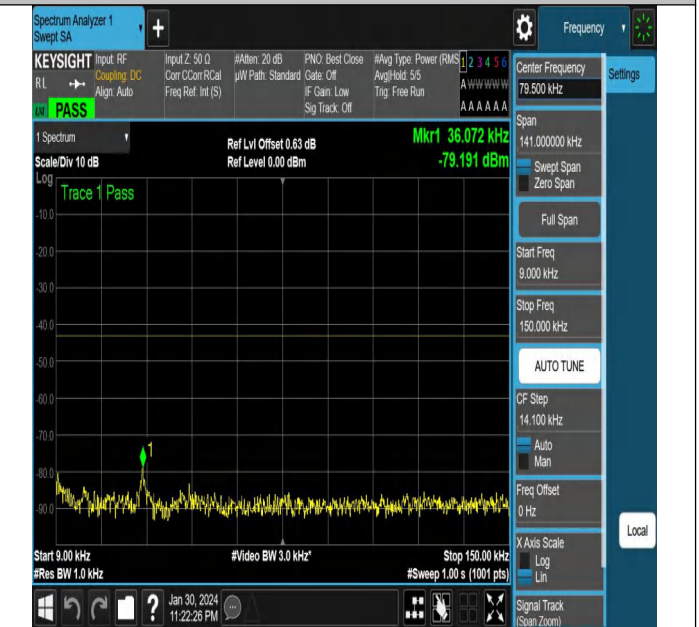 Spectrum Analyzer 1
Swept SA
+
Frequency
KEYSIGHT
RL
PASS
Input: RF
Coupling: DC
Align: Auto
Input Z: 50 Ω
Corr CCorr RCal
Freq Ref: Int (S)
#Atten: 20 dB
µW Path: Standard
PNO: Best Close
Gate: Off
IF Gain: Low
Sig Track: Off
#Avg Type: Power (RMS
Avg|Hold: 5/5
Trig: Free Run
1 2 3 4 5 6
A W W W W W
A A A A A A
1 Spectrum
Scale/Div 10 dB
Ref Lvl Offset 0.63 dB
Ref Level 0.00 dBm
Mkr1 36.072 kHz
-79.191 dBm
Log
Trace 1 Pass
-10.0
-20.0
-30.0
-40.0
-50.0
-60.0
-70.0
-80.0
-90.0
1
Start 9.00 kHz
#Res BW 1.0 kHz
#Video BW 3.0 kHz*
Stop 150.00 kHz
#Sweep 1.00 s (1001 pts)
Jan 30, 2024
11:22:26 PM
Center Frequency
79.500 kHz
Settings
Span
141.000000 kHz
Swept Span
Zero Span
Full Span
Start Freq
9.000 kHz
Stop Freq
150.000 kHz
AUTO TUNE
CF Step
14.100 kHz
Auto
Man
Freq Offset
0 Hz
X Axis Scale
Log
Lin
Local
Signal Track
(Span Zoom)